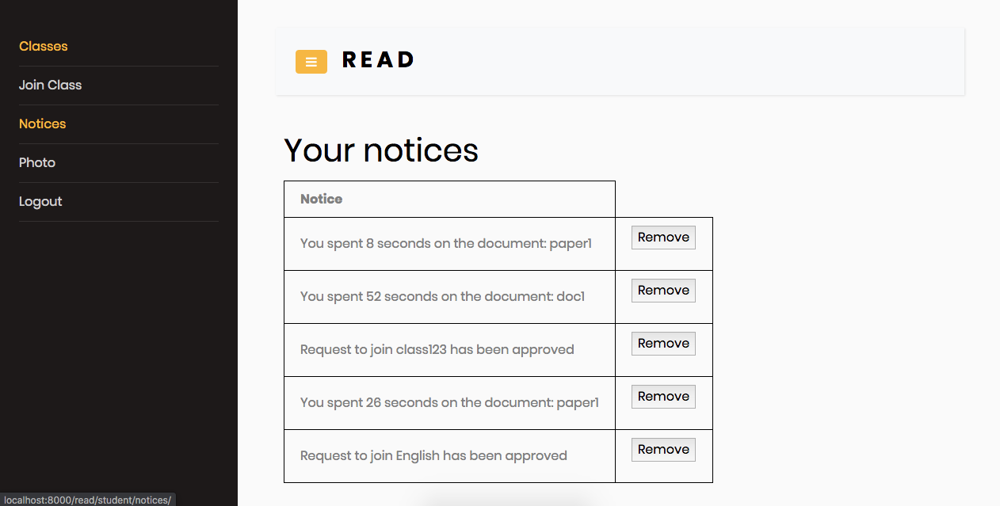 Classes
Join Class
Notices
Photo
Logout
READ
Your notices
Notice
You spent 8 seconds on the document: paper1 Remove
You spent 52 seconds on the document: doc1 Remove
Request to join class123 has been approved Remove
You spent 26 seconds on the document: paper1 Remove
Request to join English has been approved Remove
localhost:8000/read/student/notices/